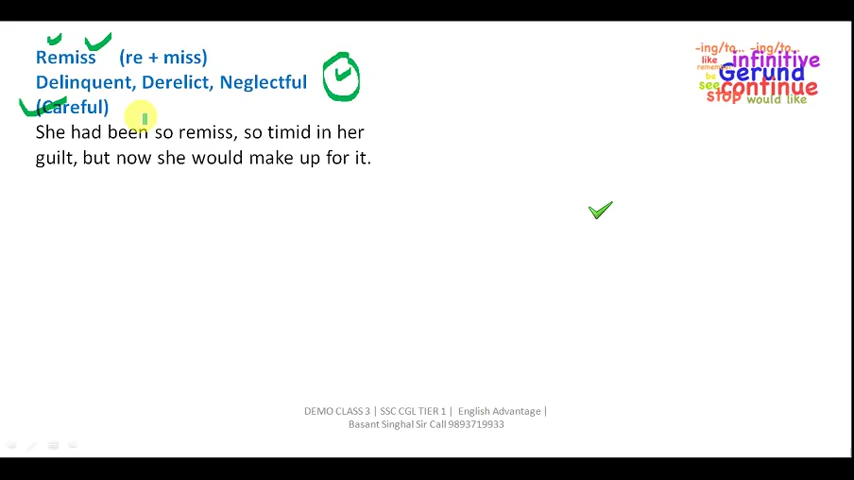 Remiss (re + miss)
Delinquent, Derelict, Neglectful
(Careful)
She had been so remiss, so timid in her
guilt, but now she would make up for it.
-ing/to... -ing/to...
like infinitive
remember
be Gerund
see continue
stop would like
DEMO CLASS 3 | SSC CGL TIER 1 | English Advantage |
Basant Singhal Sir Call 9893719933